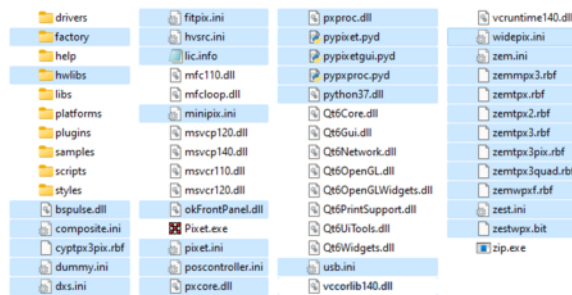 drivers
factory
help
hwlibs
libs
platforms
plugins
samples
scripts
styles
bspulse.dll
composite.ini
cyptpx3pix.rbf
dummy.ini
dxs.ini
fitpix.ini
hvsrc.ini
lic.info
mfc110.dll
mfcloop.dll
minipix.ini
msvcp120.dll
msvcp140.dll
msvcr110.dll
msvcr120.dll
okFrontPanel.dll
Pixet.exe
pixet.ini
poscontroller.ini
pxcore.dll
pxproc.dll
pypixet.pyd
pypixetgui.pyd
pypxproc.pyd
python37.dll
Qt6Core.dll
Qt6Gui.dll
Qt6Network.dll
Qt6OpenGL.dll
Qt6OpenGLWidgets.dll
Qt6PrintSupport.dll
Qt6UiTools.dll
Qt6Widgets.dll
usb.ini
vccorlib140.dll
vcruntime140.dll
widepix.ini
zem.ini
zemmpx3.rbf
zemtpx.rbf
zemtpx2.rbf
zemtpx3.rbf
zemtpx3pix.rbf
zemtpx3quad.rbf
zemwpxf.rbf
zest.ini
zestwpx.bit
zip.exe